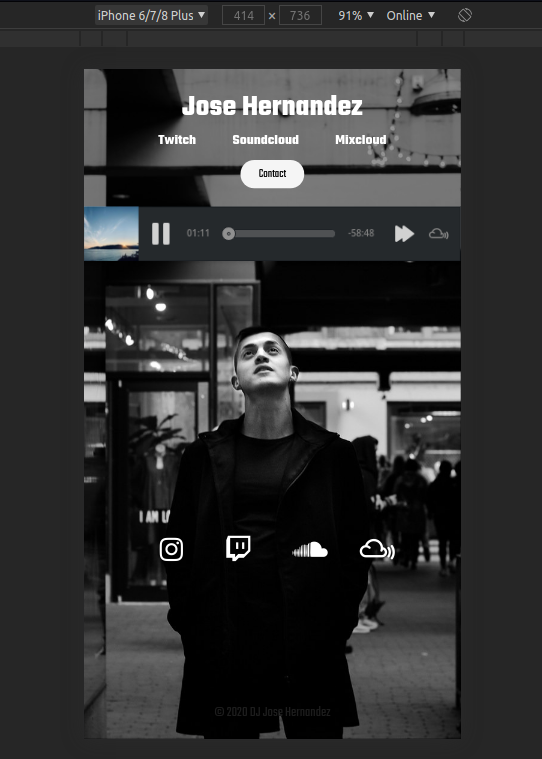 iPhone 6/7/8 Plus ▼ 414 × 736 91% ▼ Online ▼
Jose Hernandez
Twitch Soundcloud Mixcloud
Contact
01:11 -58:48
I AM
© 2020 DJ Jose Hernandez